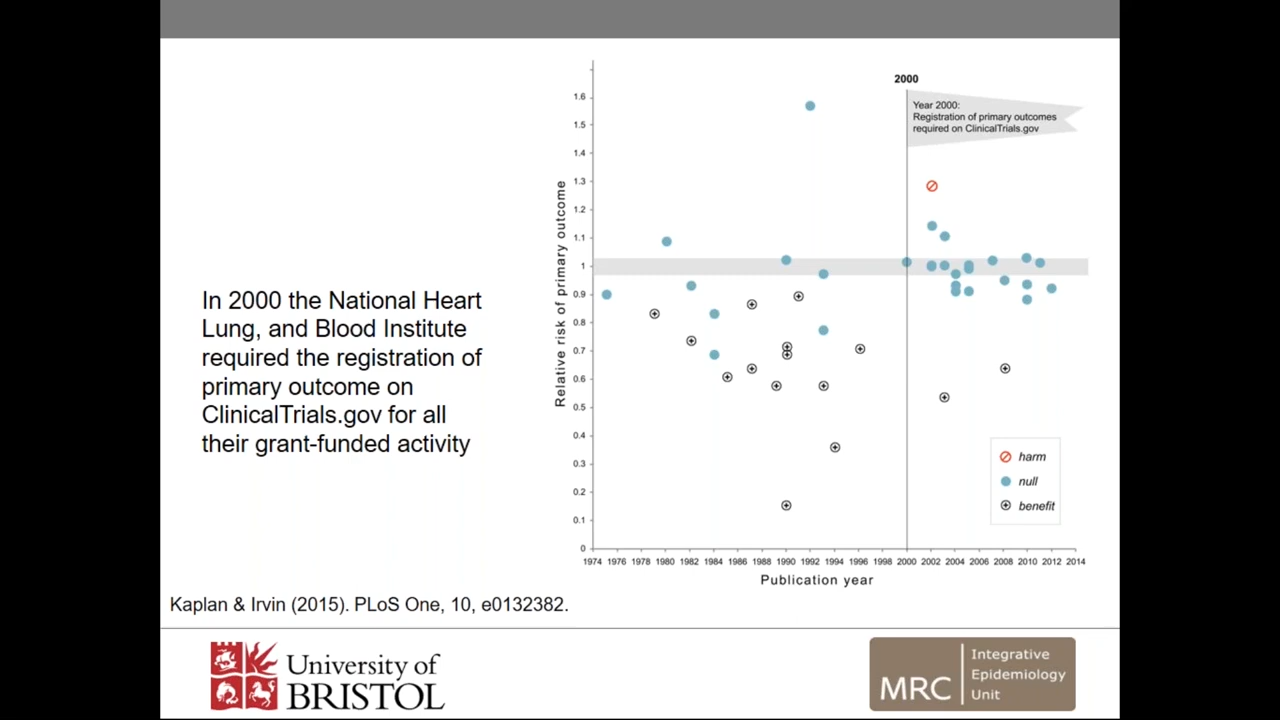 In 2000 the National Heart
Lung, and Blood Institute
required the registration of
primary outcome on
ClinicalTrials.gov for all
their grant-funded activity
2000
Year 2000:
Registration of primary outcomes
required on ClinicalTrials.gov
Relative risk of primary outcome
1.6
1.5
1.4
1.3
1.2
1.1
1
0.9
0.8
0.7
0.6
0.5
0.4
0.3
0.2
0.1
0
harm
null
benefit
1974 1976 1978 1980 1982 1984 1986 1988 1990 1992 1994 1996 1998 2000 2002 2004 2006 2008 2010 2012 2014
Publication year
Kaplan & Irvin (2015). PLoS One, 10, e0132382.
University of
BRISTOL
MRC
Integrative
Epidemiology
Unit